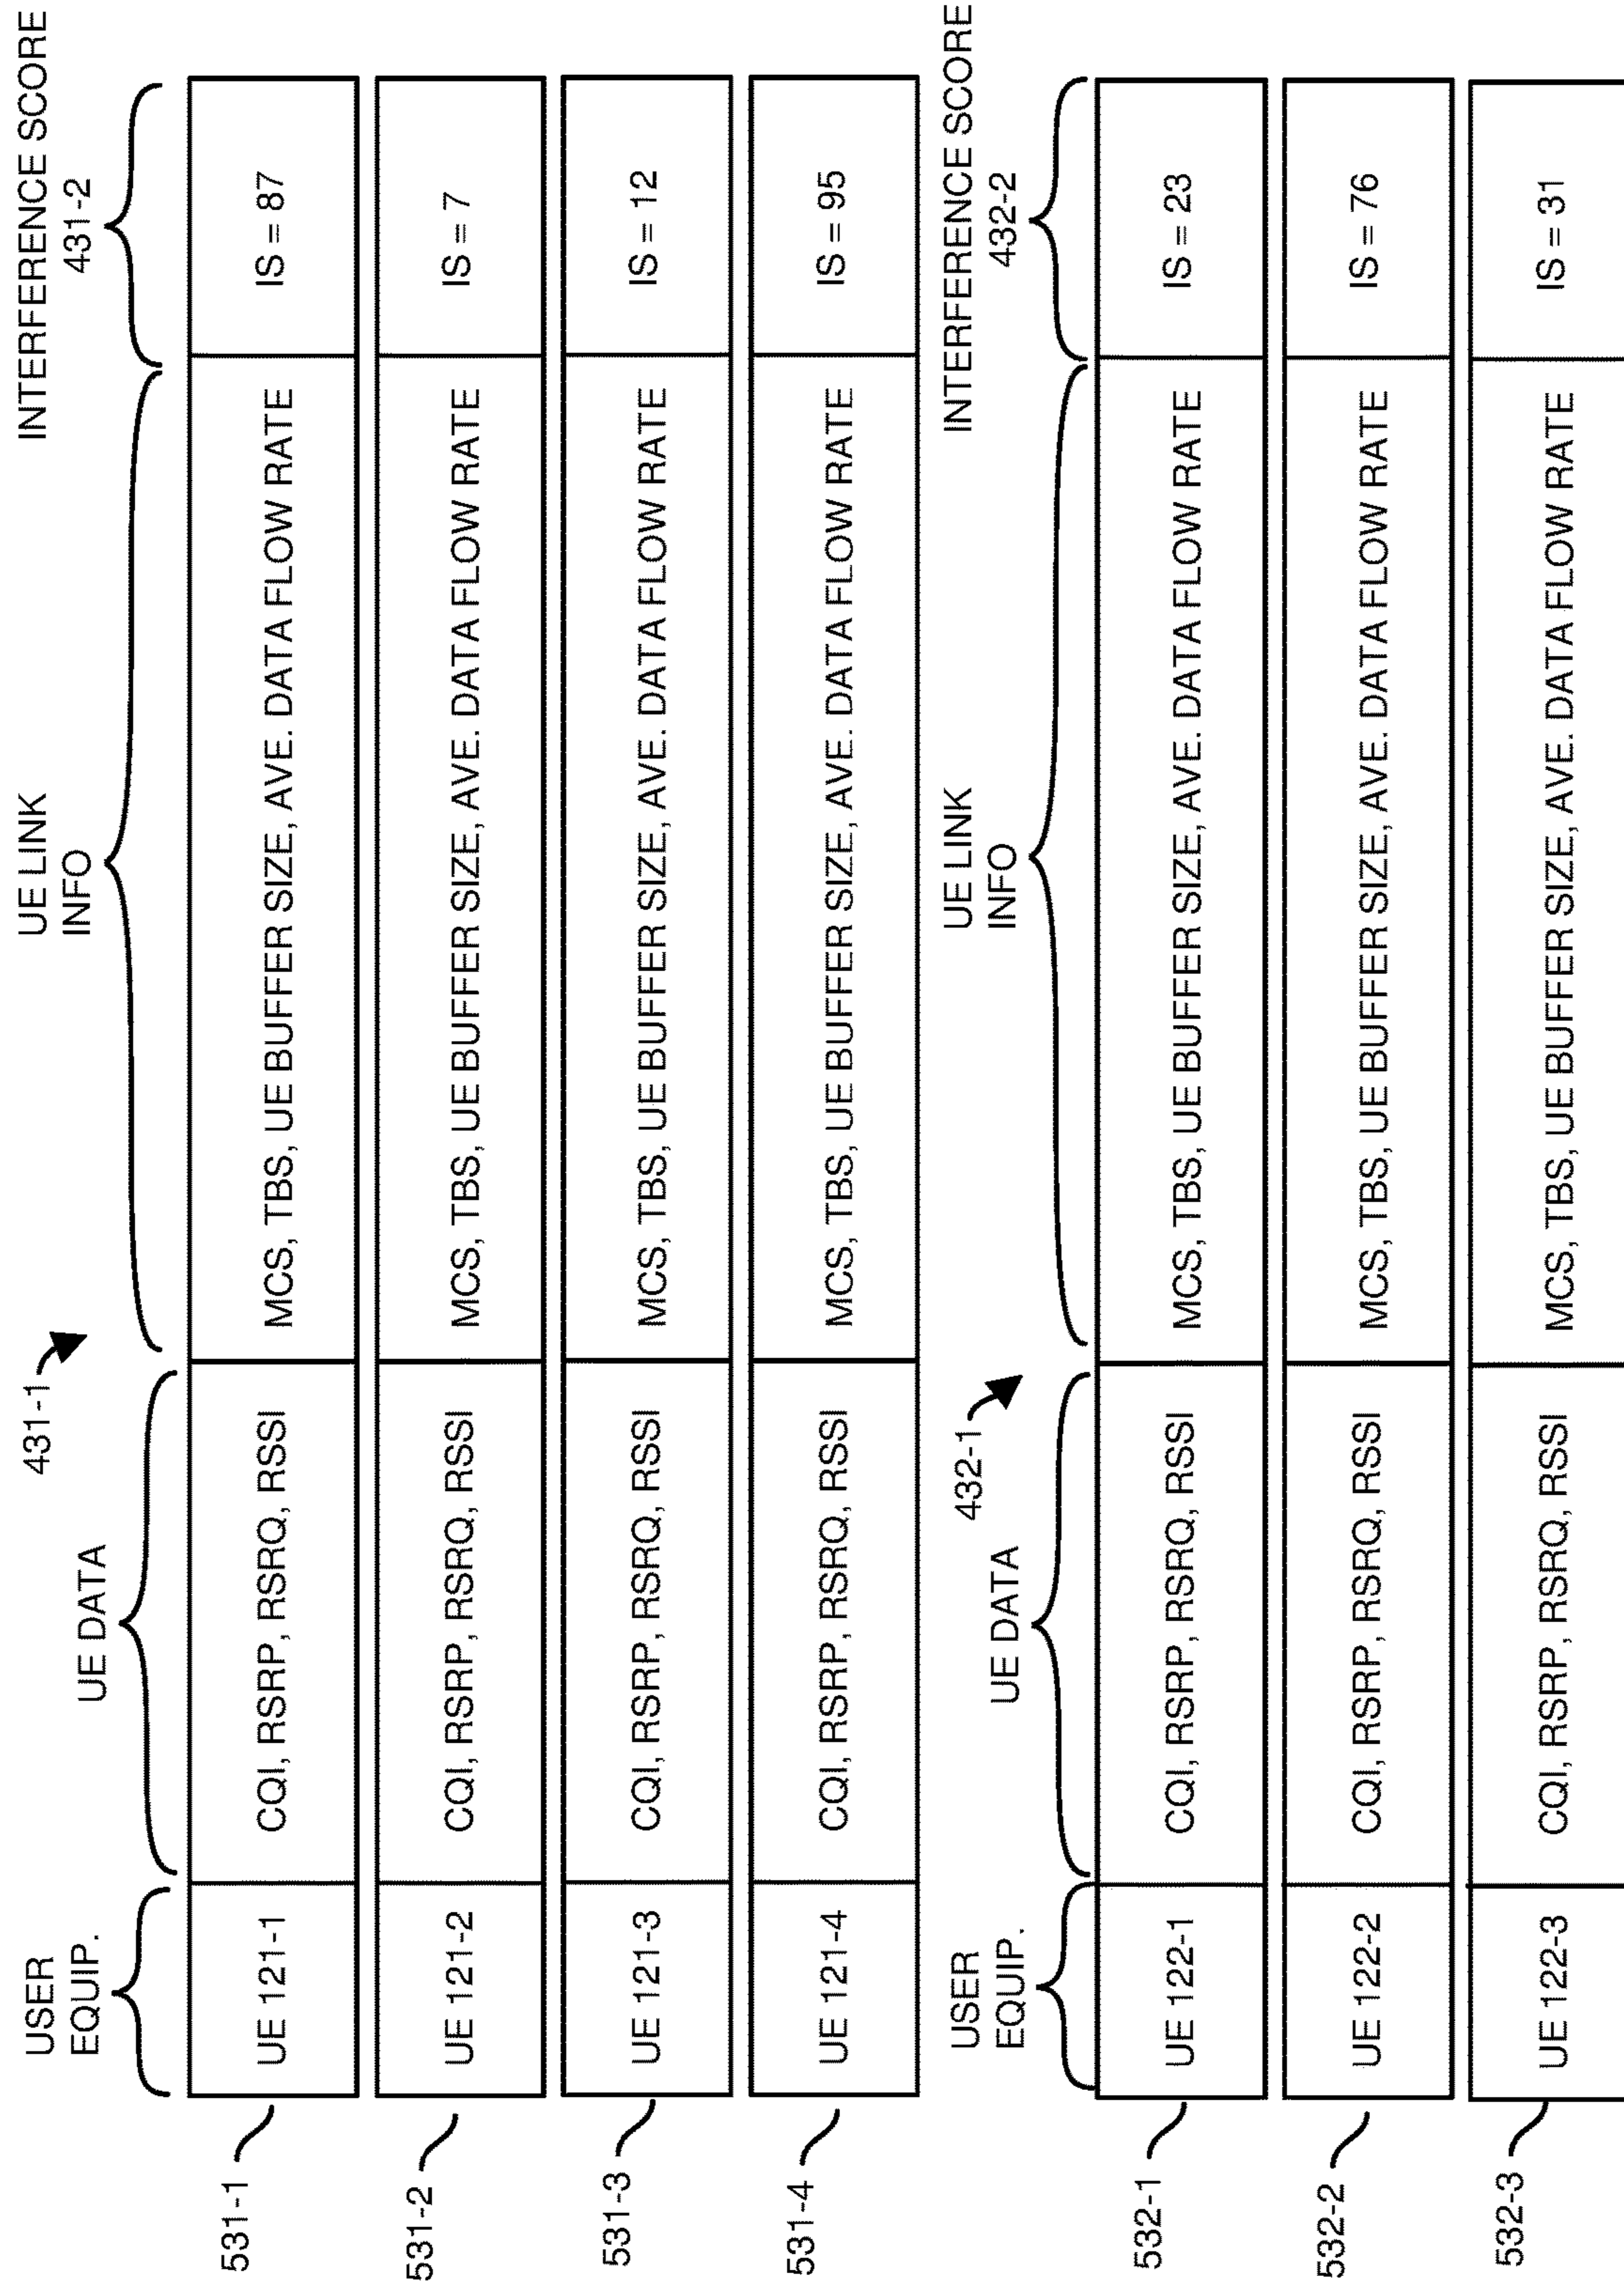 431-1
USER
EQUIP.
UE DATA
UE LINK
INFO
INTERFERENCE SCORE
431-2
531-1
UE 121-1
CQI, RSRP, RSRQ, RSSI
MCS, TBS, UE BUFFER SIZE, AVE. DATA FLOW RATE
IS = 87
531-2
UE 121-2
CQI, RSRP, RSRQ, RSSI
MCS, TBS, UE BUFFER SIZE, AVE. DATA FLOW RATE
IS = 7
531-3
UE 121-3
CQI, RSRP, RSRQ, RSSI
MCS, TBS, UE BUFFER SIZE, AVE. DATA FLOW RATE
IS = 12
531-4
UE 121-4
CQI, RSRP, RSRQ, RSSI
MCS, TBS, UE BUFFER SIZE, AVE. DATA FLOW RATE
IS = 95
432-1
USER
EQUIP.
UE DATA
UE LINK
INFO
INTERFERENCE SCORE
432-2
532-1
UE 122-1
CQI, RSRP, RSRQ, RSSI
MCS, TBS, UE BUFFER SIZE, AVE. DATA FLOW RATE
IS = 23
532-2
UE 122-2
CQI, RSRP, RSRQ, RSSI
MCS, TBS, UE BUFFER SIZE, AVE. DATA FLOW RATE
IS = 76
532-3
UE 122-3
CQI, RSRP, RSRQ, RSSI
MCS, TBS, UE BUFFER SIZE, AVE. DATA FLOW RATE
IS = 31